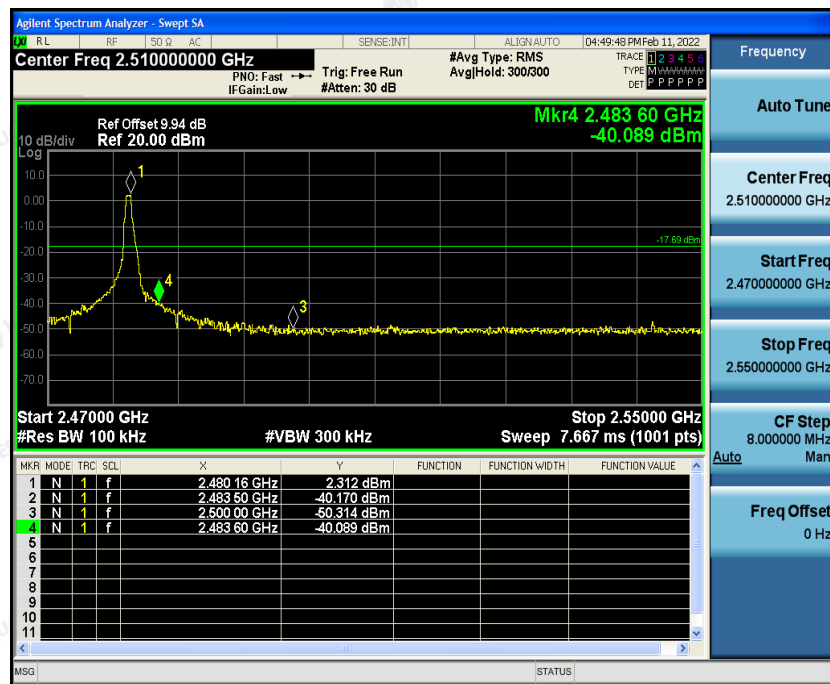 Agilent Spectrum Analyzer - Swept SA
LXI RL RF 50 Ω AC SENSE:INT ALIGN AUTO 04:49:48 PM Feb 11, 2022
Center Freq 2.510000000 GHz
PNO: Fast
IFGain:Low
Trig: Free Run
#Atten: 30 dB
#Avg Type: RMS
Avg|Hold: 300/300
TRACE 1 2 3 4 5 6
TYPE M WWWWW
DET P P P P P P
Frequency
Auto Tune
Center Freq
2.510000000 GHz
Start Freq
2.470000000 GHz
Stop Freq
2.550000000 GHz
CF Step
8.000000 MHz
Auto Man
Freq Offset
0 Hz
Mkr4 2.483 60 GHz
-40.089 dBm
Ref Offset 9.94 dB
10 dB/div Ref 20.00 dBm
Log
10.0
0.00
-10.0
-20.0
-30.0
-40.0
-50.0
-60.0
-70.0
1
4
3
-17.69 dBm
Start 2.47000 GHz Stop 2.55000 GHz
#Res BW 100 kHz #VBW 300 kHz Sweep 7.667 ms (1001 pts)
MKR MODE TRC SCL X Y FUNCTION FUNCTION WIDTH FUNCTION VALUE
1 N 1 f 2.480 16 GHz 2.312 dBm
2 N 1 f 2.483 50 GHz -40.170 dBm
3 N 1 f 2.500 00 GHz -50.314 dBm
4 N 1 f 2.483 60 GHz -40.089 dBm
5
6
7
8
9
10
11
MSG STATUS